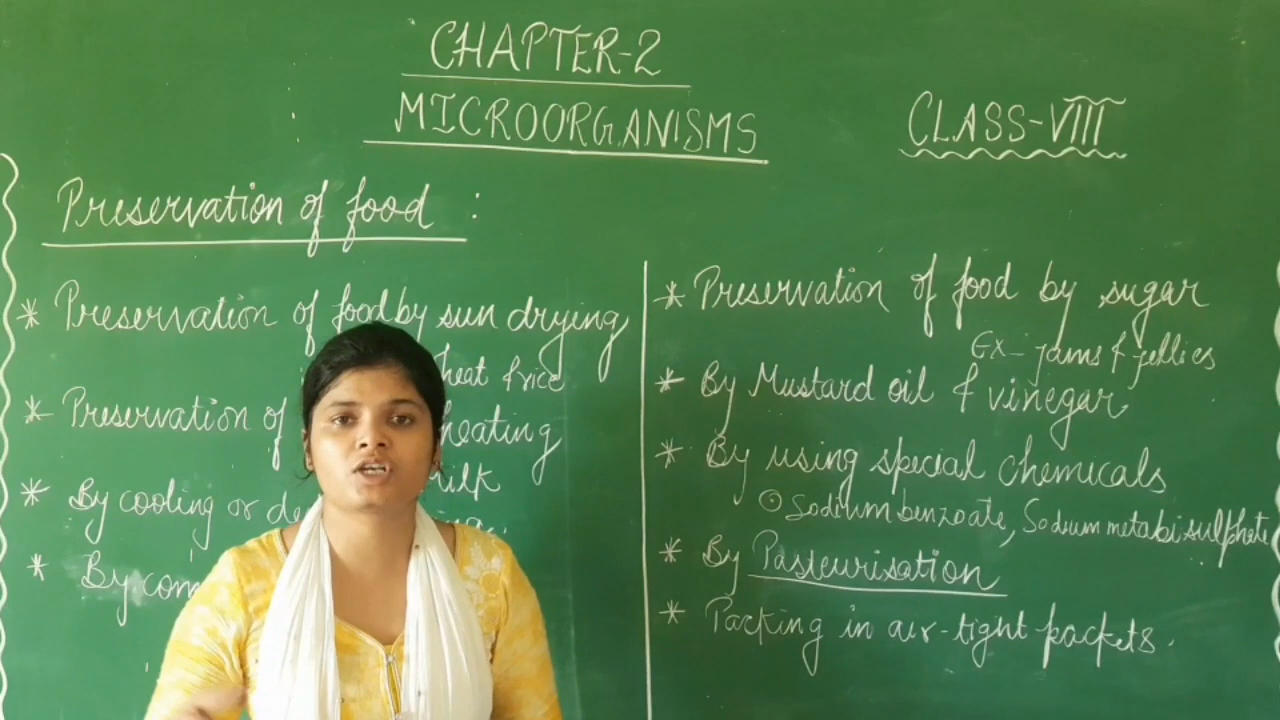 CHAPTER-2
MICROORGANISMS
CLASS-VIII
Preservation of food :
* Preservation of food by sun drying
heat & rice
* Preservation of heating
milk
* By cooling or
* By com
* Preservation of food by sugar
Ex- jams & jellies
* By Mustard oil & vinegar
* By using special chemicals
⊙ Sodium benzoate, Sodium metabisulphate
* By Pasteurisation
* Packing in air-tight packets.